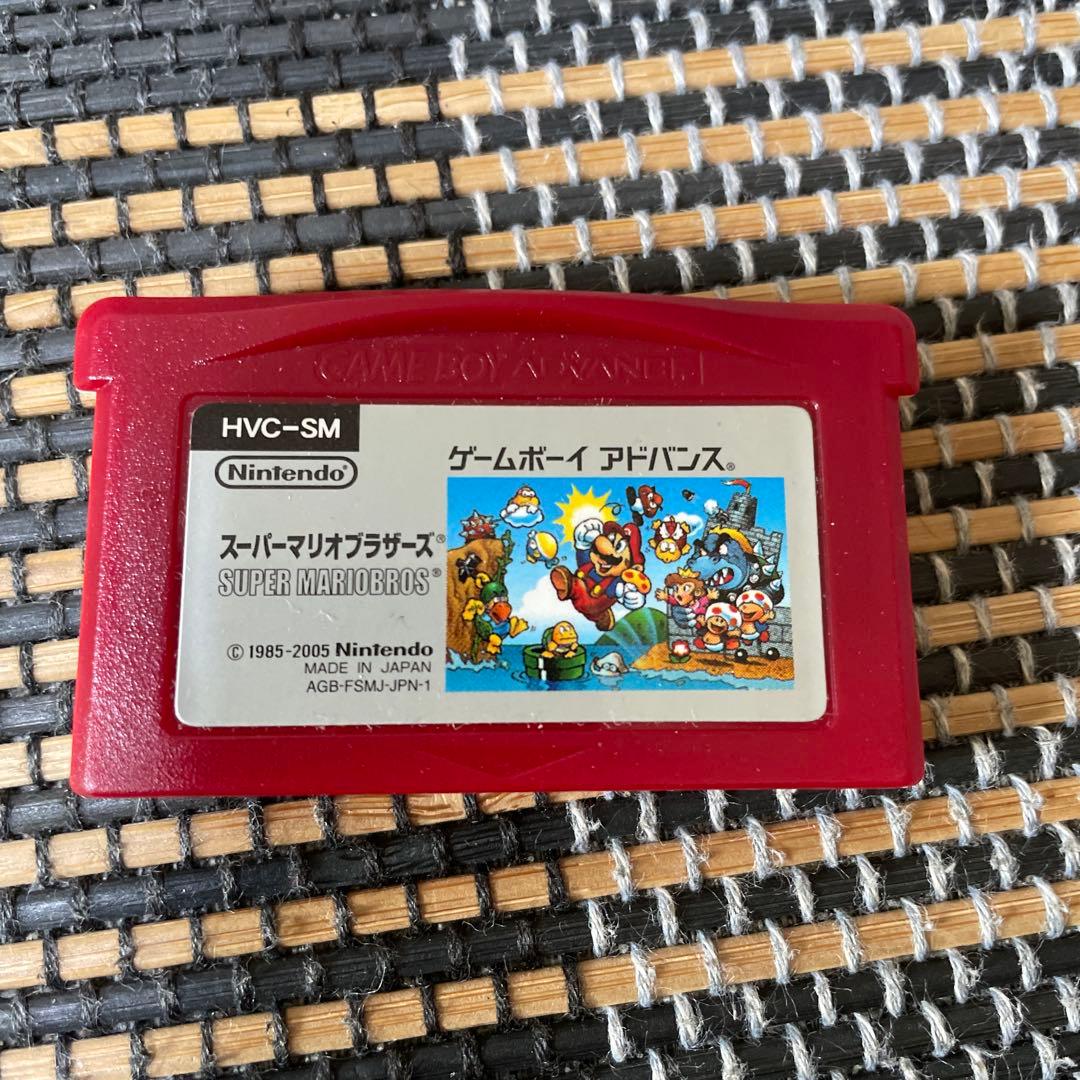 GAME BOY ADVANCE
HVC-SM
Nintendo®
ゲームボーイ アドバンス®
スーパーマリオブラザーズ®
SUPER MARIOBROS®
© 1985-2005 Nintendo
MADE IN JAPAN
AGB-FSMJ-JPN-1